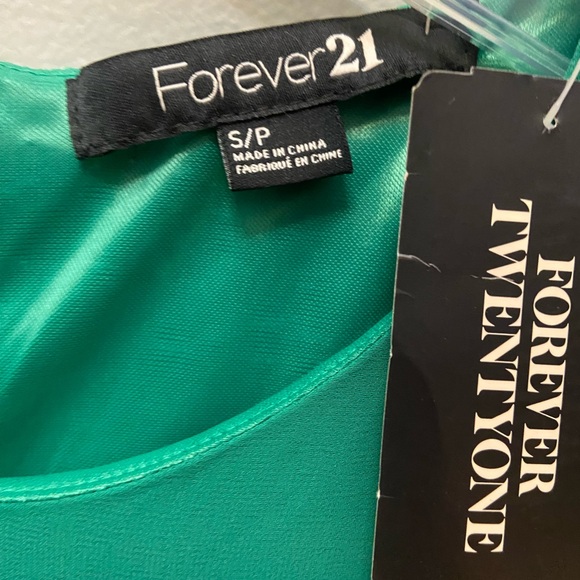 Forever21
S/P
MADE IN CHINA
FABRIQUÉ EN CHINE
FOREVER
TWENTYONE